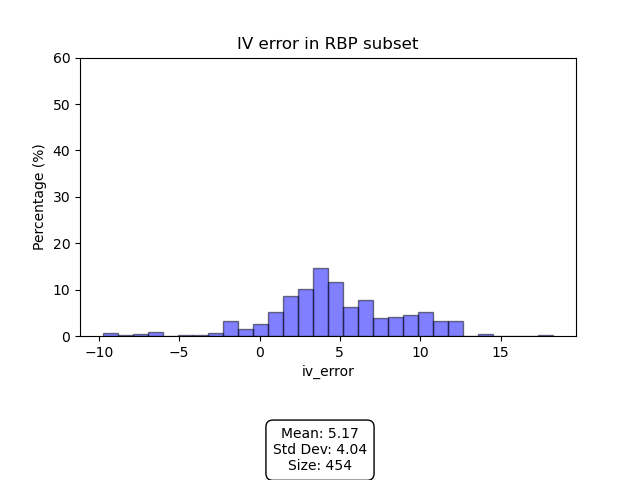 IV error in RBP subset
Percentage (%)
60
50
40
30
20
10
0
−10 −5 0 5 10 15
iv_error
Mean: 5.17
Std Dev: 4.04
Size: 454